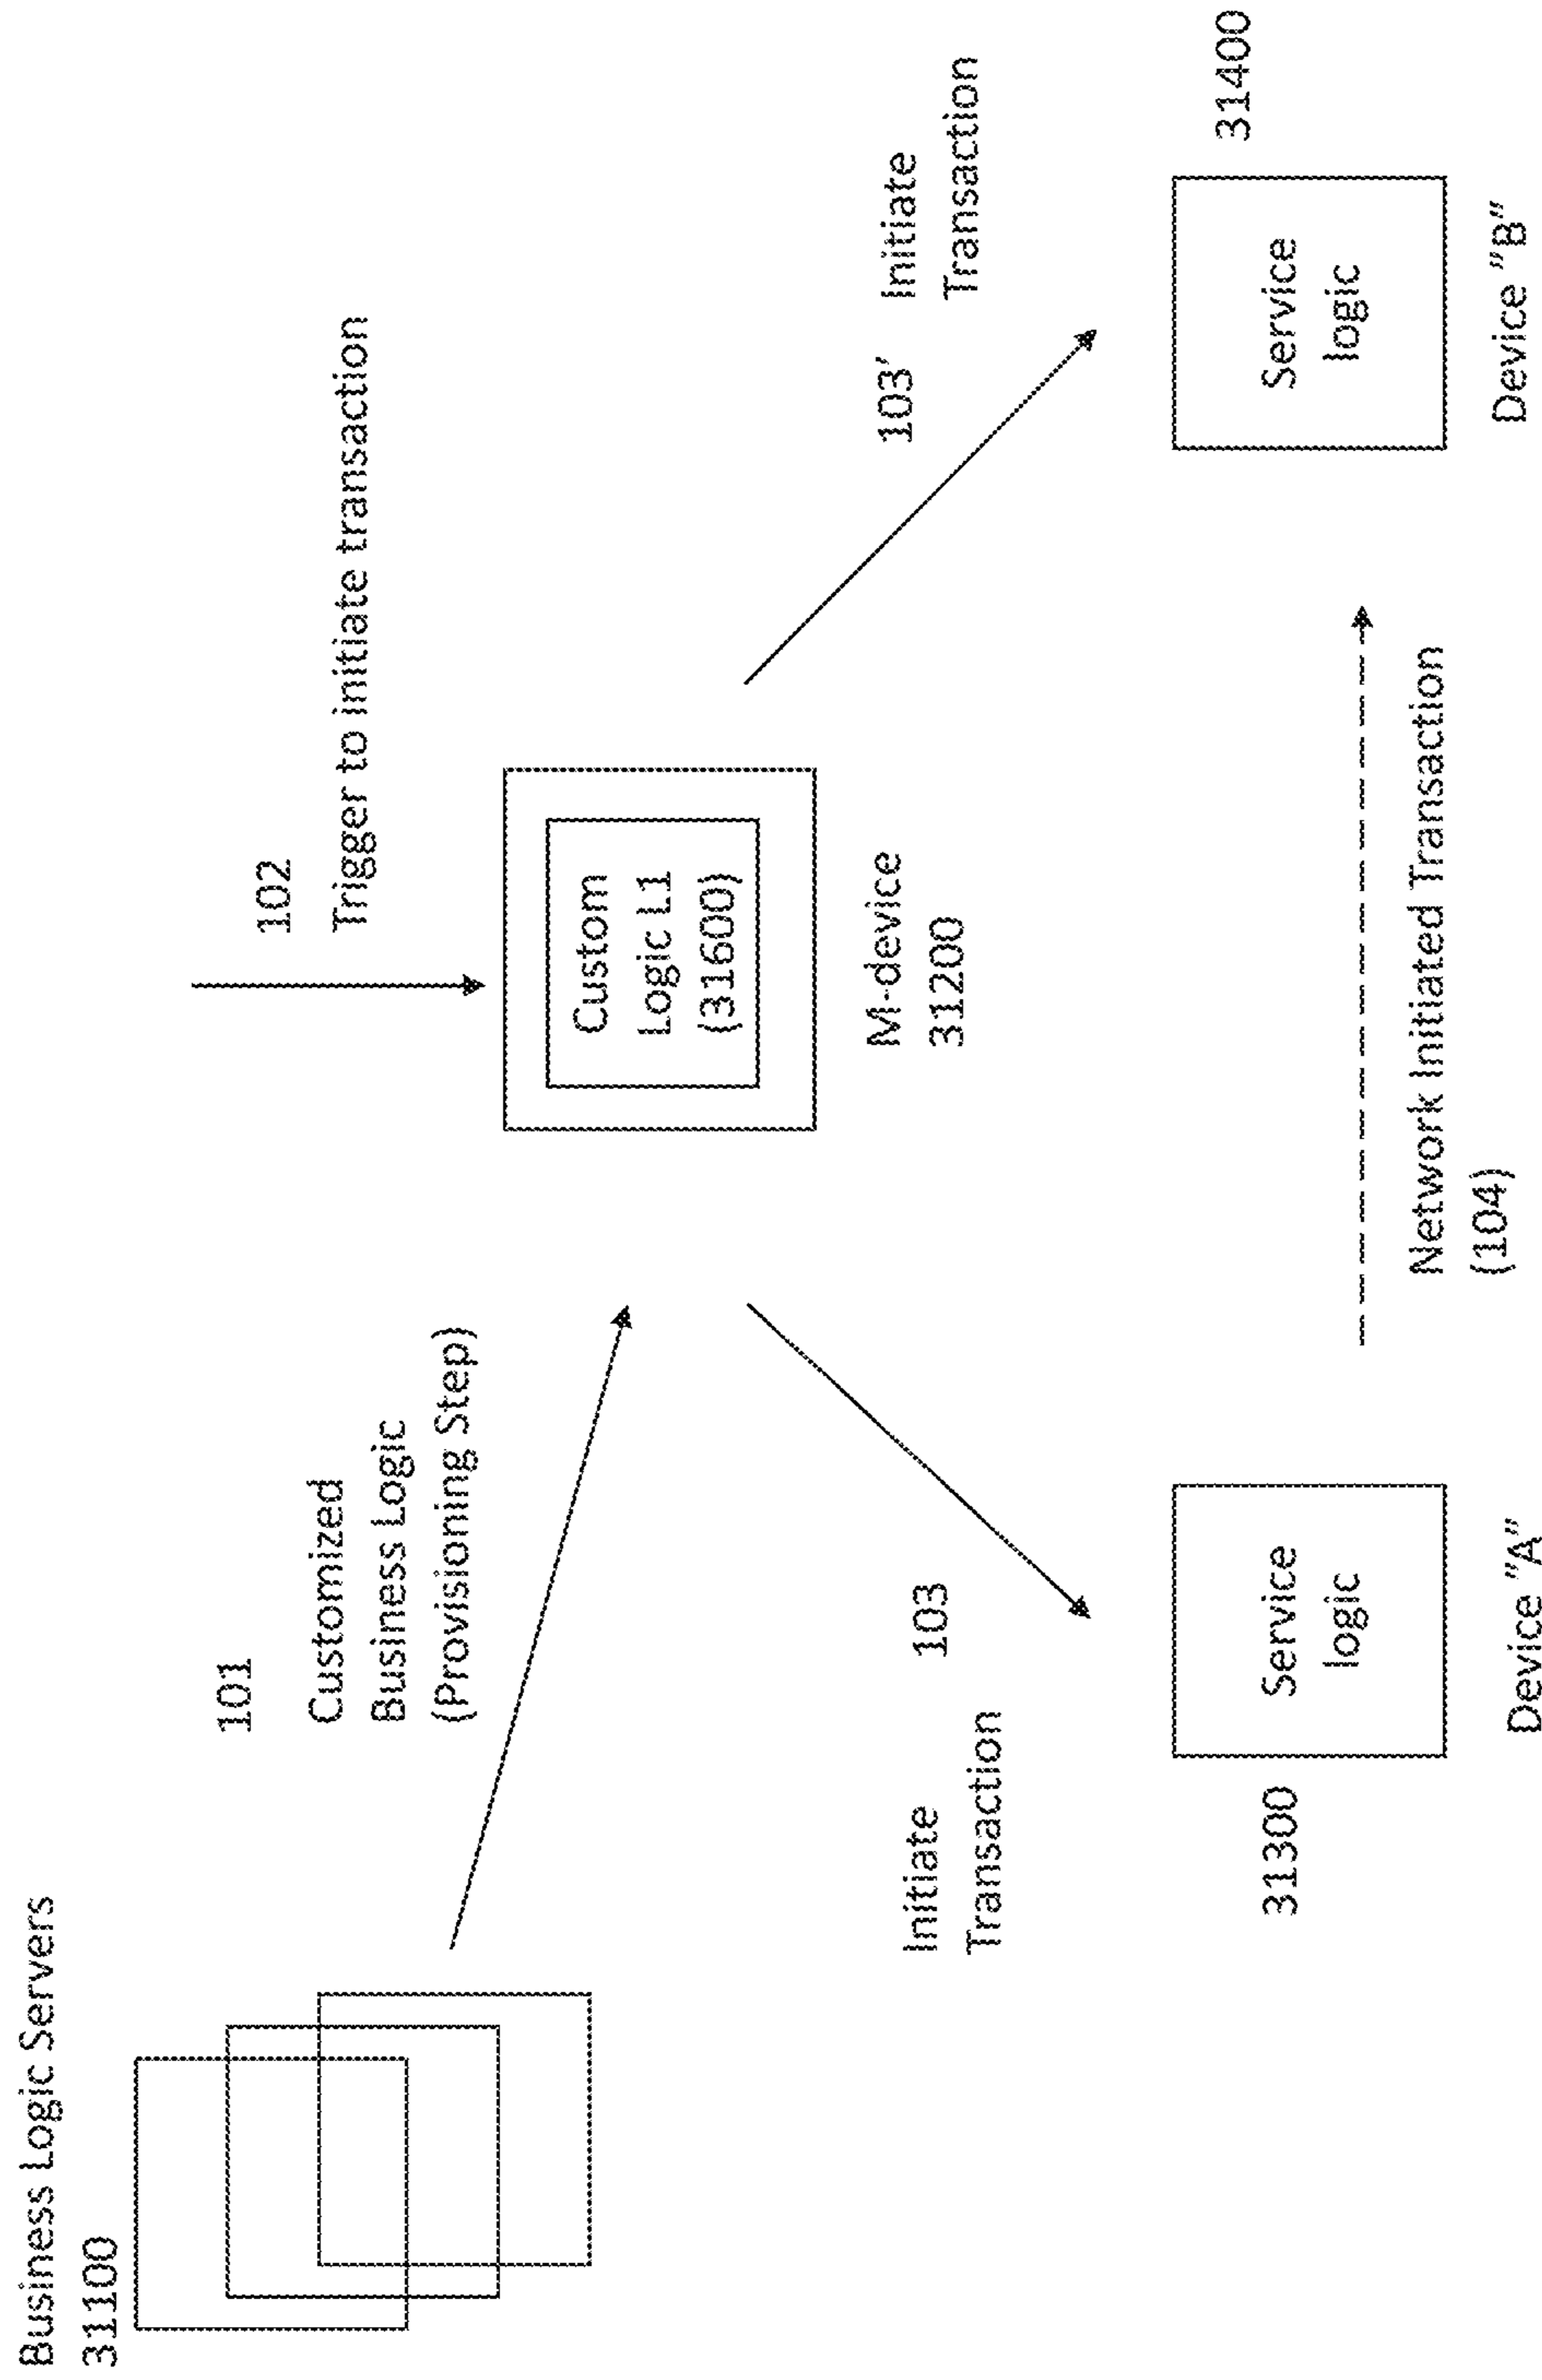 Business Logic Servers
31100
101
Customized
Business Logic
(Provisioning Step)
102
Trigger to initiate transaction
Custom
Logic L1
(31600)
M-device
31200
Initiate
Transaction
103
103' Initiate
Transaction
31300
Service
logic
Device "A"
Network Initiated Transaction
(104)
Service
logic
31400
Device "B"